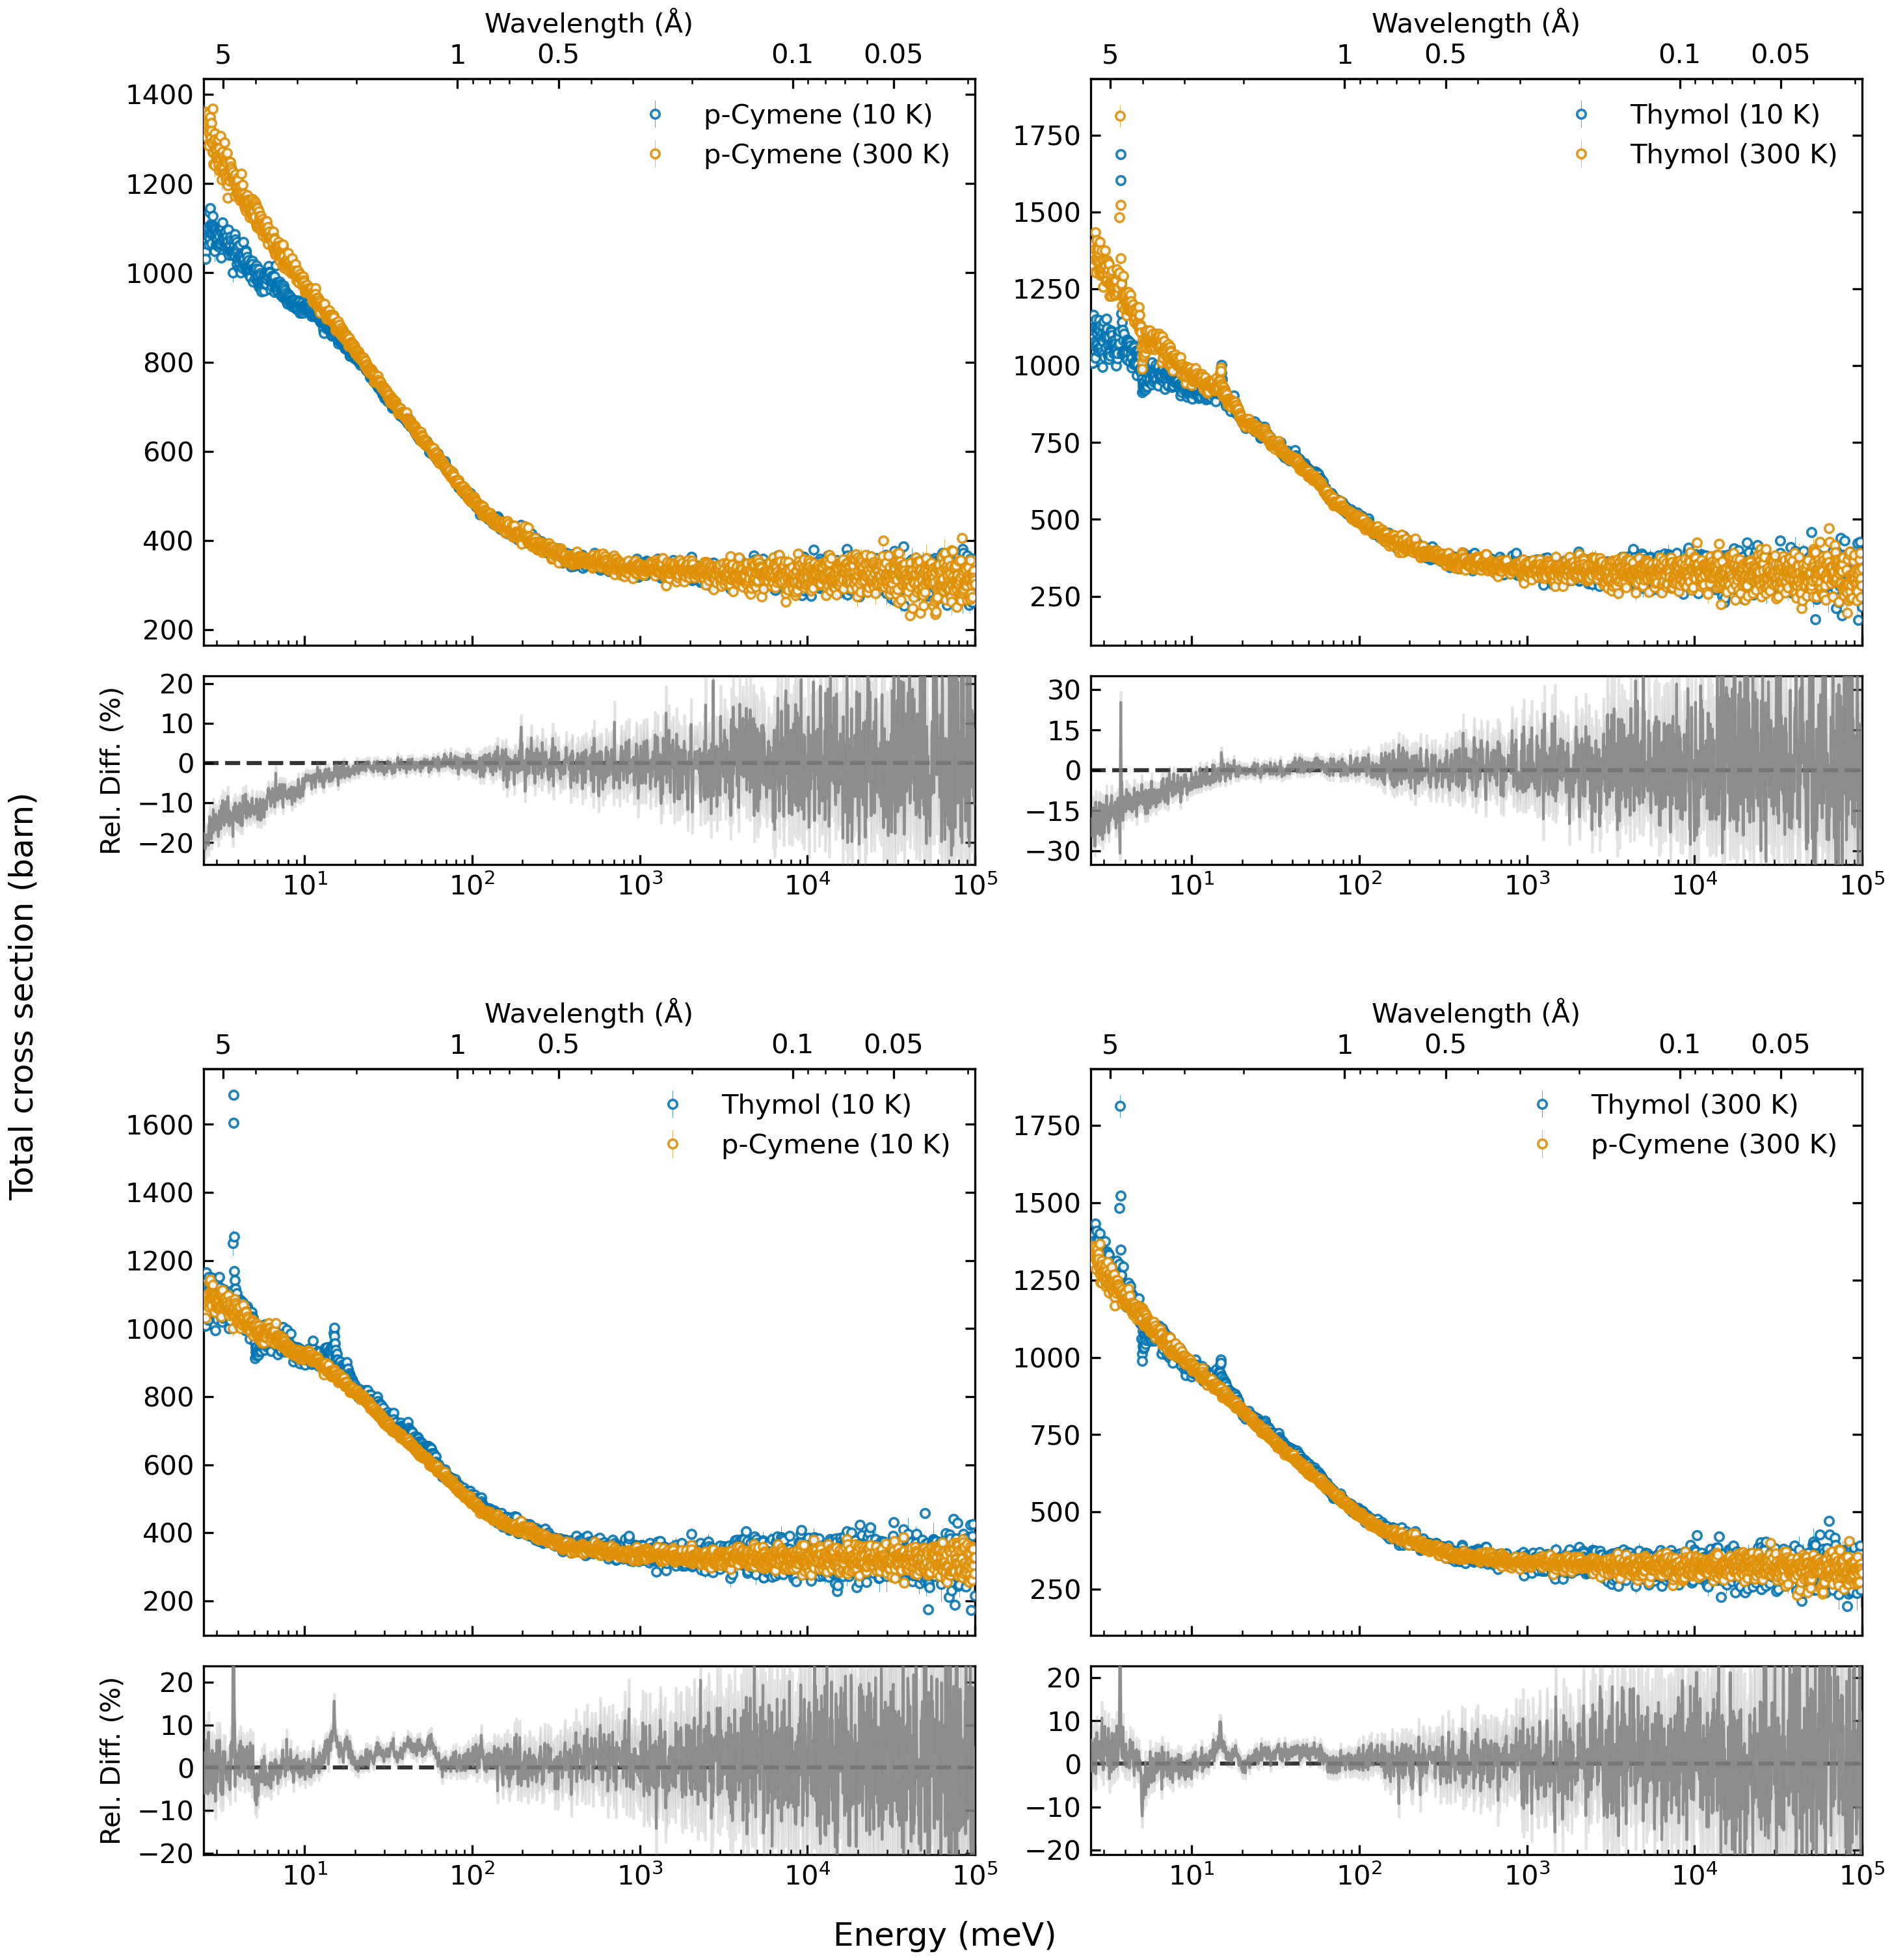 Wavelength (Å)
5 1 0.5 0.1 0.05
1400
1200
1000
800
600
400
200
p-Cymene (10 K)
p-Cymene (300 K)
Rel. Diff. (%)
20
10
0
−10
−20
10¹ 10² 10³ 10⁴ 10⁵
Wavelength (Å)
5 1 0.5 0.1 0.05
1750
1500
1250
1000
750
500
250
Thymol (10 K)
Thymol (300 K)
30
15
0
−15
−30
10¹ 10² 10³ 10⁴ 10⁵
Total cross section (barn)
Wavelength (Å)
5 1 0.5 0.1 0.05
1600
1400
1200
1000
800
600
400
200
Thymol (10 K)
p-Cymene (10 K)
Rel. Diff. (%)
20
10
0
−10
−20
10¹ 10² 10³ 10⁴ 10⁵
Wavelength (Å)
5 1 0.5 0.1 0.05
1750
1500
1250
1000
750
500
250
Thymol (300 K)
p-Cymene (300 K)
20
10
0
−10
−20
10¹ 10² 10³ 10⁴ 10⁵
Energy (meV)